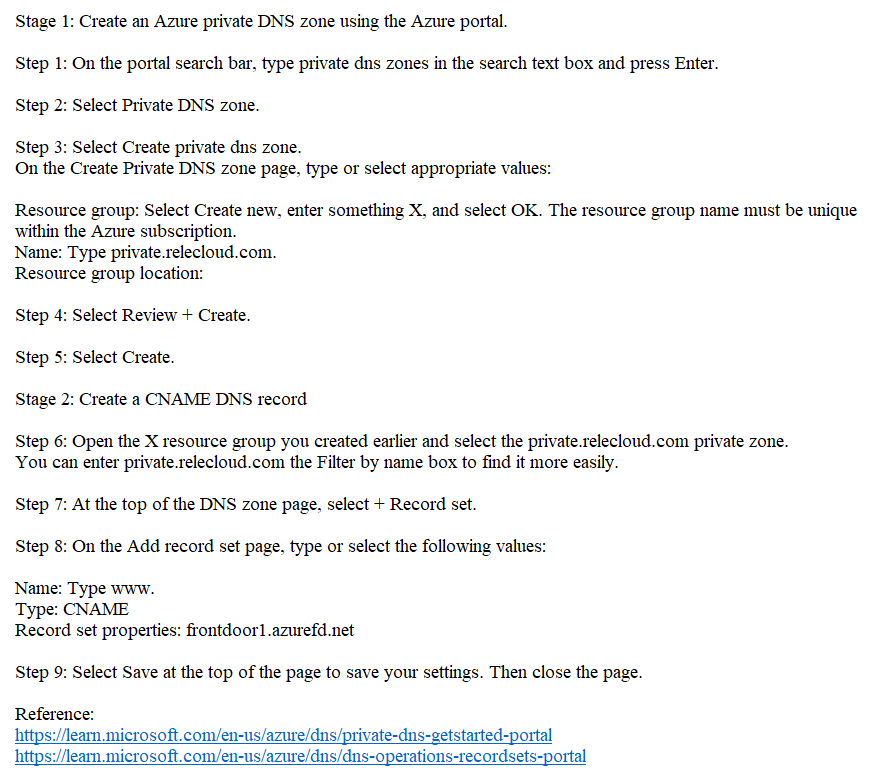 Stage 1: Create an Azure private DNS zone using the Azure portal.
Step 1: On the portal search bar, type private dns zones in the search text box and press Enter.
Step 2: Select Private DNS zone.
Step 3: Select Create private dns zone.
On the Create Private DNS zone page, type or select appropriate values:
Resource group: Select Create new, enter something X, and select OK. The resource group name must be unique
within the Azure subscription.
Name: Type private.relecloud.com.
Resource group location:
Step 4: Select Review + Create.
Step 5: Select Create.
Stage 2: Create a CNAME DNS record
Step 6: Open the X resource group you created earlier and select the private.relecloud.com private zone.
You can enter private.relecloud.com the Filter by name box to find it more easily.
Step 7: At the top of the DNS zone page, select + Record set.
Step 8: On the Add record set page, type or select the following values:
Name: Type www.
Type: CNAME
Record set properties: frontdoor1.azurefd.net
Step 9: Select Save at the top of the page to save your settings. Then close the page.
Reference:
https://learn.microsoft.com/en-us/azure/dns/private-dns-getstarted-portal
https://learn.microsoft.com/en-us/azure/dns/dns-operations-recordsets-portal